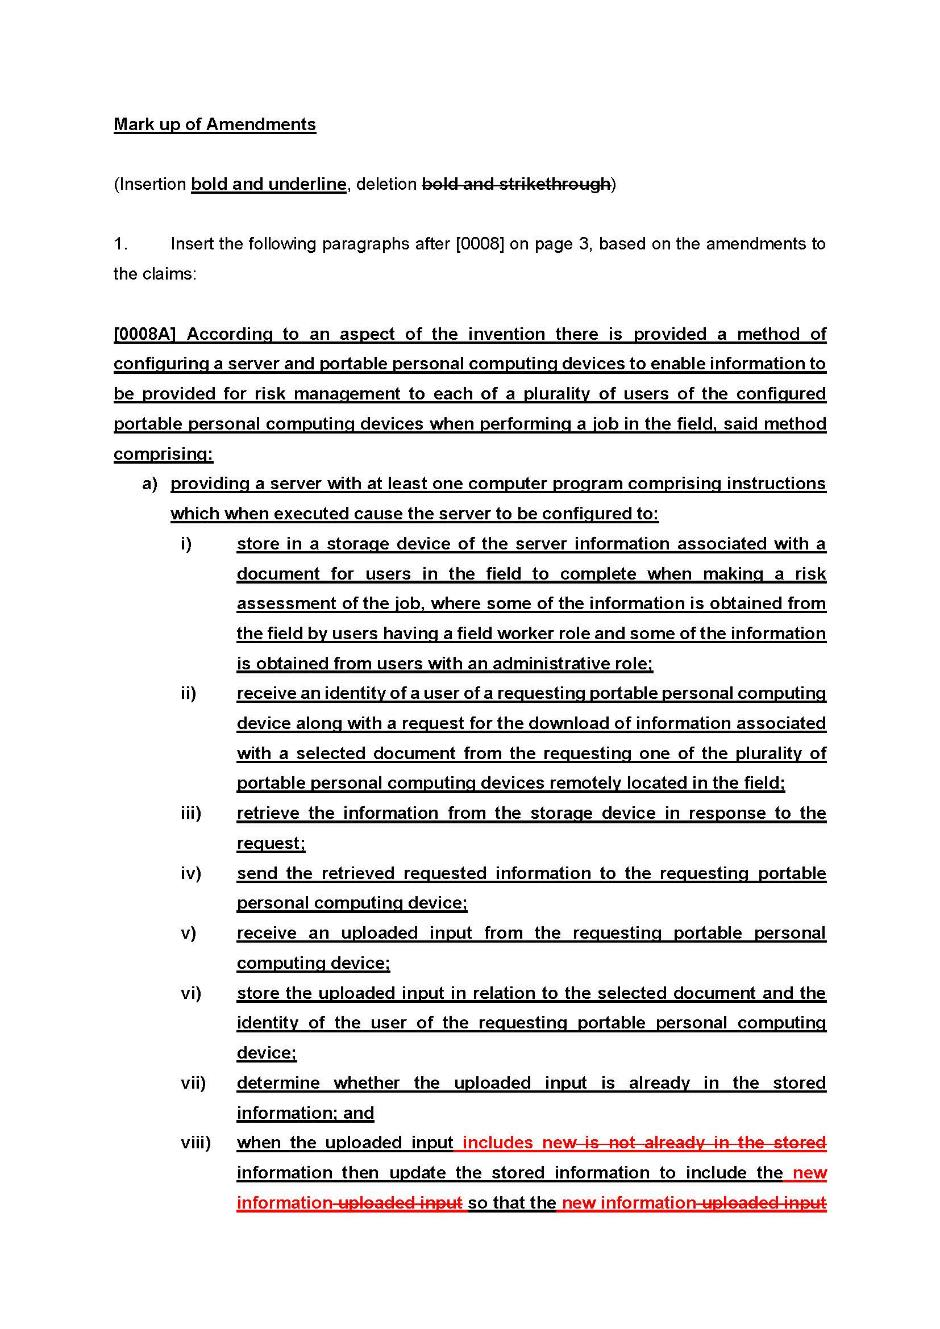 Mark up of Amendments
(Insertion bold and underline, deletion bold and strikethrough)
1. Insert the following paragraphs after [0008] on page 3, based on the amendments to
the claims:
[0008A] According to an aspect of the invention there is provided a method of
configuring a server and portable personal computing devices to enable information to
be provided for risk management to each of a plurality of users of the configured
portable personal computing devices when performing a job in the field, said method
comprising:
a) providing a server with at least one computer program comprising instructions
which when executed cause the server to be configured to:
i) store in a storage device of the server information associated with a
document for users in the field to complete when making a risk
assessment of the job, where some of the information is obtained from
the field by users having a field worker role and some of the information
is obtained from users with an administrative role;
ii) receive an identity of a user of a requesting portable personal computing
device along with a request for the download of information associated
with a selected document from the requesting one of the plurality of
portable personal computing devices remotely located in the field;
iii) retrieve the information from the storage device in response to the
request;
iv) send the retrieved requested information to the requesting portable
personal computing device;
v) receive an uploaded input from the requesting portable personal
computing device;
vi) store the uploaded input in relation to the selected document and the
identity of the user of the requesting portable personal computing
device;
vii) determine whether the uploaded input is already in the stored
information; and
viii) when the uploaded input includes new is not already in the stored
information then update the stored information to include the new
information uploaded input so that the new information uploaded input